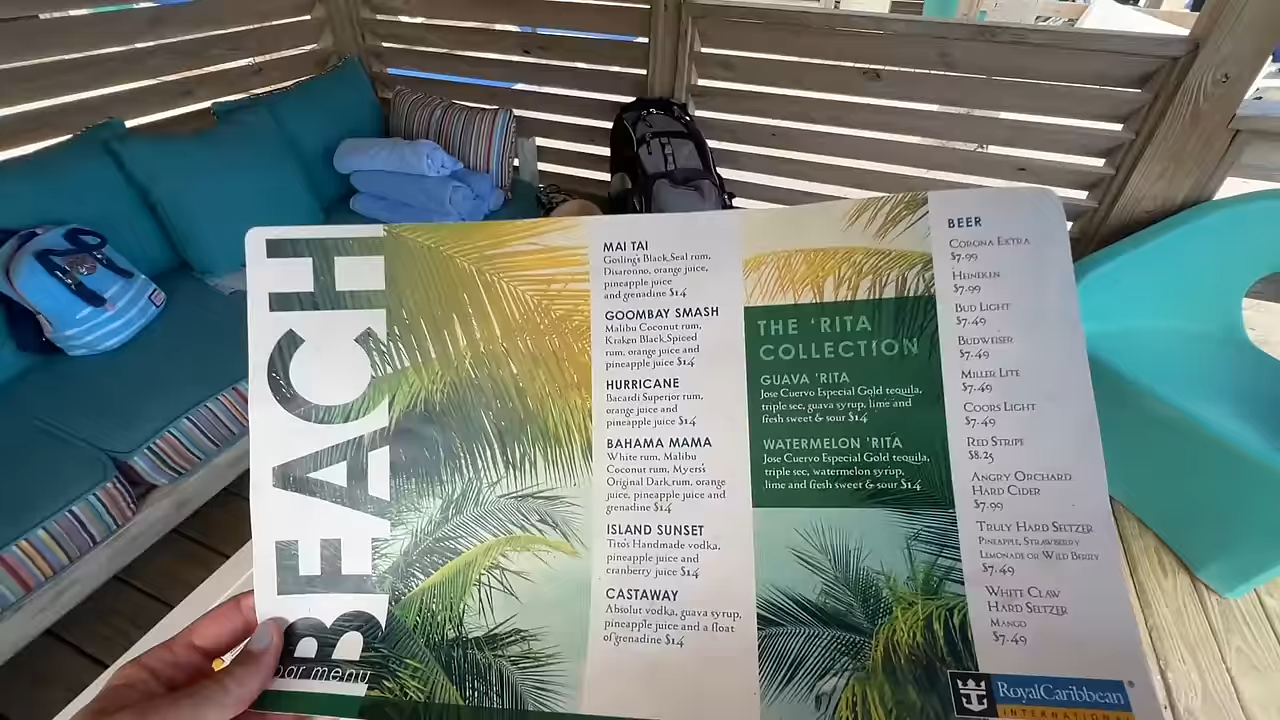 BEACH
bar menu
MAI TAI
Gosling's Black Seal rum,
Disaronno, orange juice,
pineapple juice
and grenadine $14
GOOMBAY SMASH
Malibu Coconut rum,
Kraken Black Spiced
rum, orange juice and
pineapple juice $14
HURRICANE
Bacardi Superior rum,
orange juice and
pineapple juice $14
BAHAMA MAMA
White rum, Malibu
Coconut rum, Myers's
Original Dark rum, orange
juice, pineapple juice and
grenadine $14
ISLAND SUNSET
Tito's Handmade vodka,
pineapple juice and
cranberry juice $14
CASTAWAY
Absolut vodka, guava syrup,
pineapple juice and a float
of grenadine $14
THE 'RITA
COLLECTION
GUAVA 'RITA
Jose Cuervo Especial Gold tequila,
triple sec, guava syrup, lime and
fresh sweet & sour $14
WATERMELON 'RITA
Jose Cuervo Especial Gold tequila,
triple sec, watermelon syrup,
lime and fresh sweet & sour $14
BEER
CORONA EXTRA
$7.99
HEINEKEN
$7.99
BUD LIGHT
$7.49
BUDWEISER
$7.49
MILLER LITE
$7.49
COORS LIGHT
$7.49
RED STRIPE
$8.25
ANGRY ORCHARD
HARD CIDER
$7.99
TRULY HARD SELTZER
PINEAPPLE, STRAWBERRY
LEMONADE OR WILD BERRY
$7.49
WHITE CLAW
HARD SELTZER
MANGO
$7.49
RoyalCaribbean®
INTERNATIONAL